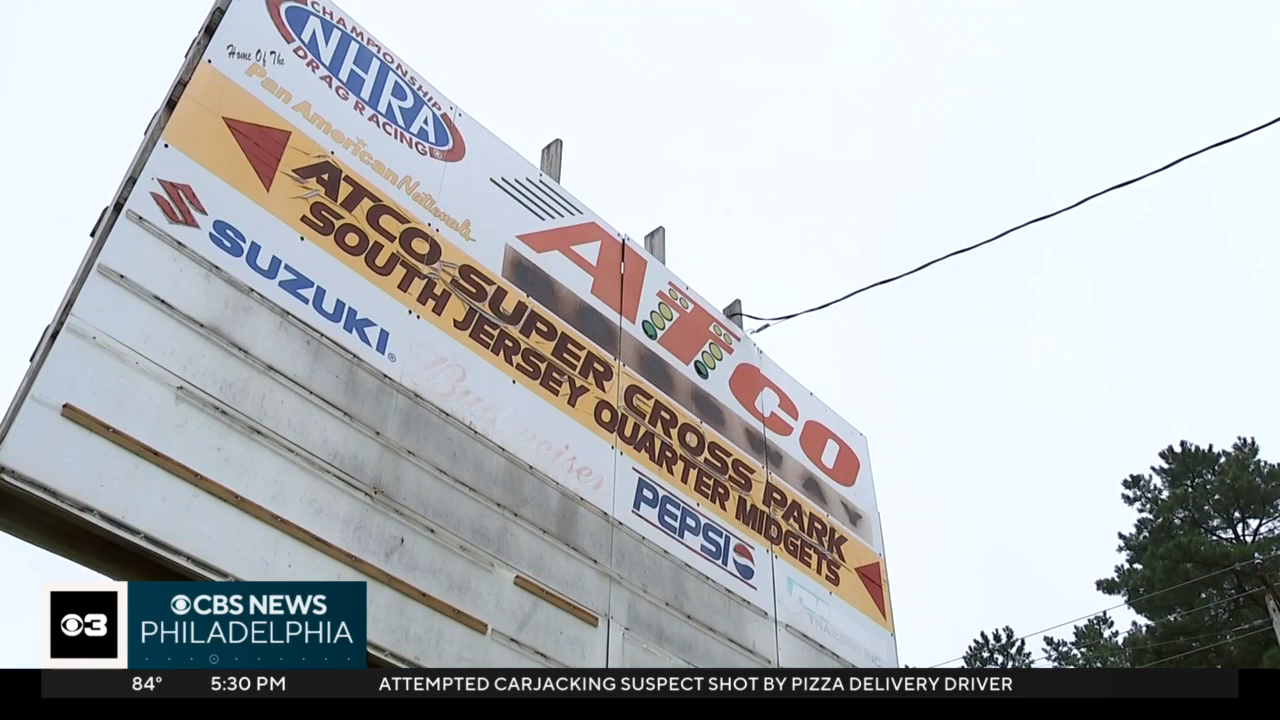 CHAMPIONSHIP
NHRA
DRAG RACING®
Home Of The
Pan American Nationals
Atco
ATCO SUPER CROSS PARK
SOUTH JERSEY QUARTER MIDGETS
SUZUKI®
Budweiser
PEPSI
CBS NEWS
3
PHILADELPHIA
84° 5:30 PM ATTEMPTED CARJACKING SUSPECT SHOT BY PIZZA DELIVERY DRIVER